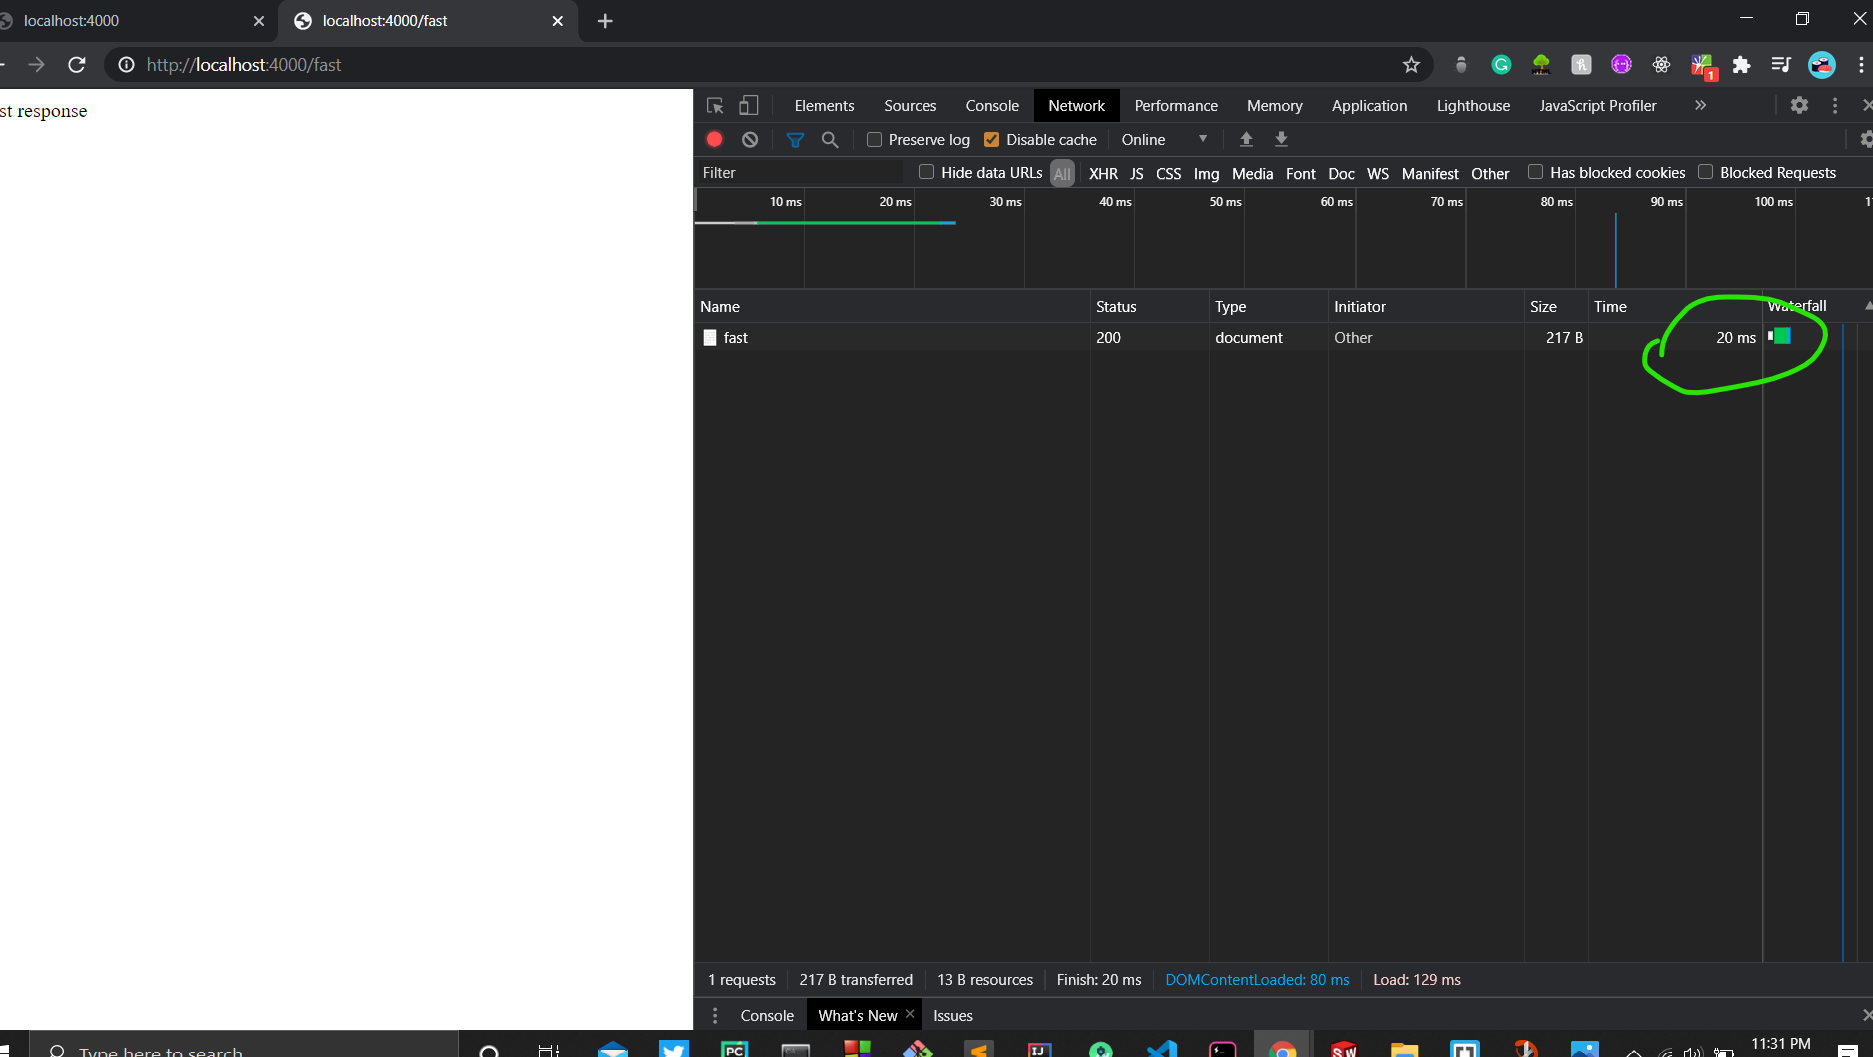 localhost:4000
localhost:4000/fast
http://localhost:4000/fast
1
st response
Elements Sources Console Network Performance Memory Application Lighthouse JavaScript Profiler
Preserve log Disable cache Online
Filter Hide data URLs All XHR JS CSS Img Media Font Doc WS Manifest Other Has blocked cookies Blocked Requests
10 ms 20 ms 30 ms 40 ms 50 ms 60 ms 70 ms 80 ms 90 ms 100 ms
Name Status Type Initiator Size Time Waterfall
fast 200 document Other 217 B 20 ms
1 requests 217 B transferred 13 B resources Finish: 20 ms DOMContentLoaded: 80 ms Load: 129 ms
Console What's New Issues
Type here to search
PC IJ SW
11:31 PM